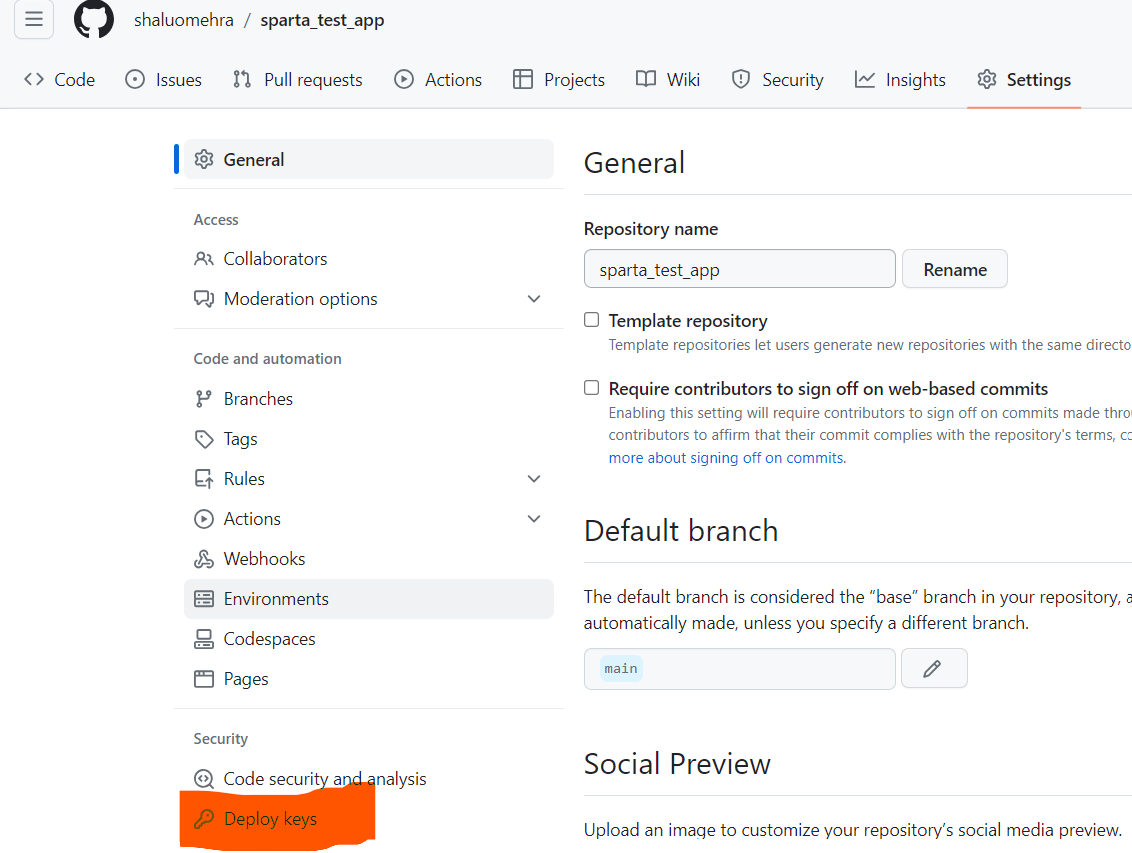 shaluomehra / sparta_test_app
Code Issues Pull requests Actions Projects Wiki Security Insights Settings
General
Access
Collaborators
Moderation options
Code and automation
Branches
Tags
Rules
Actions
Webhooks
Environments
Codespaces
Pages
Security
Code security and analysis
Deploy keys
General
Repository name
sparta_test_app Rename
Template repository
Template repositories let users generate new repositories with the same directo
Require contributors to sign off on web-based commits
Enabling this setting will require contributors to sign off on commits made thro
contributors to affirm that their commit complies with the repository's terms, co
more about signing off on commits.
Default branch
The default branch is considered the “base” branch in your repository, a
automatically made, unless you specify a different branch.
main
Social Preview
Upload an image to customize your repository’s social media preview.